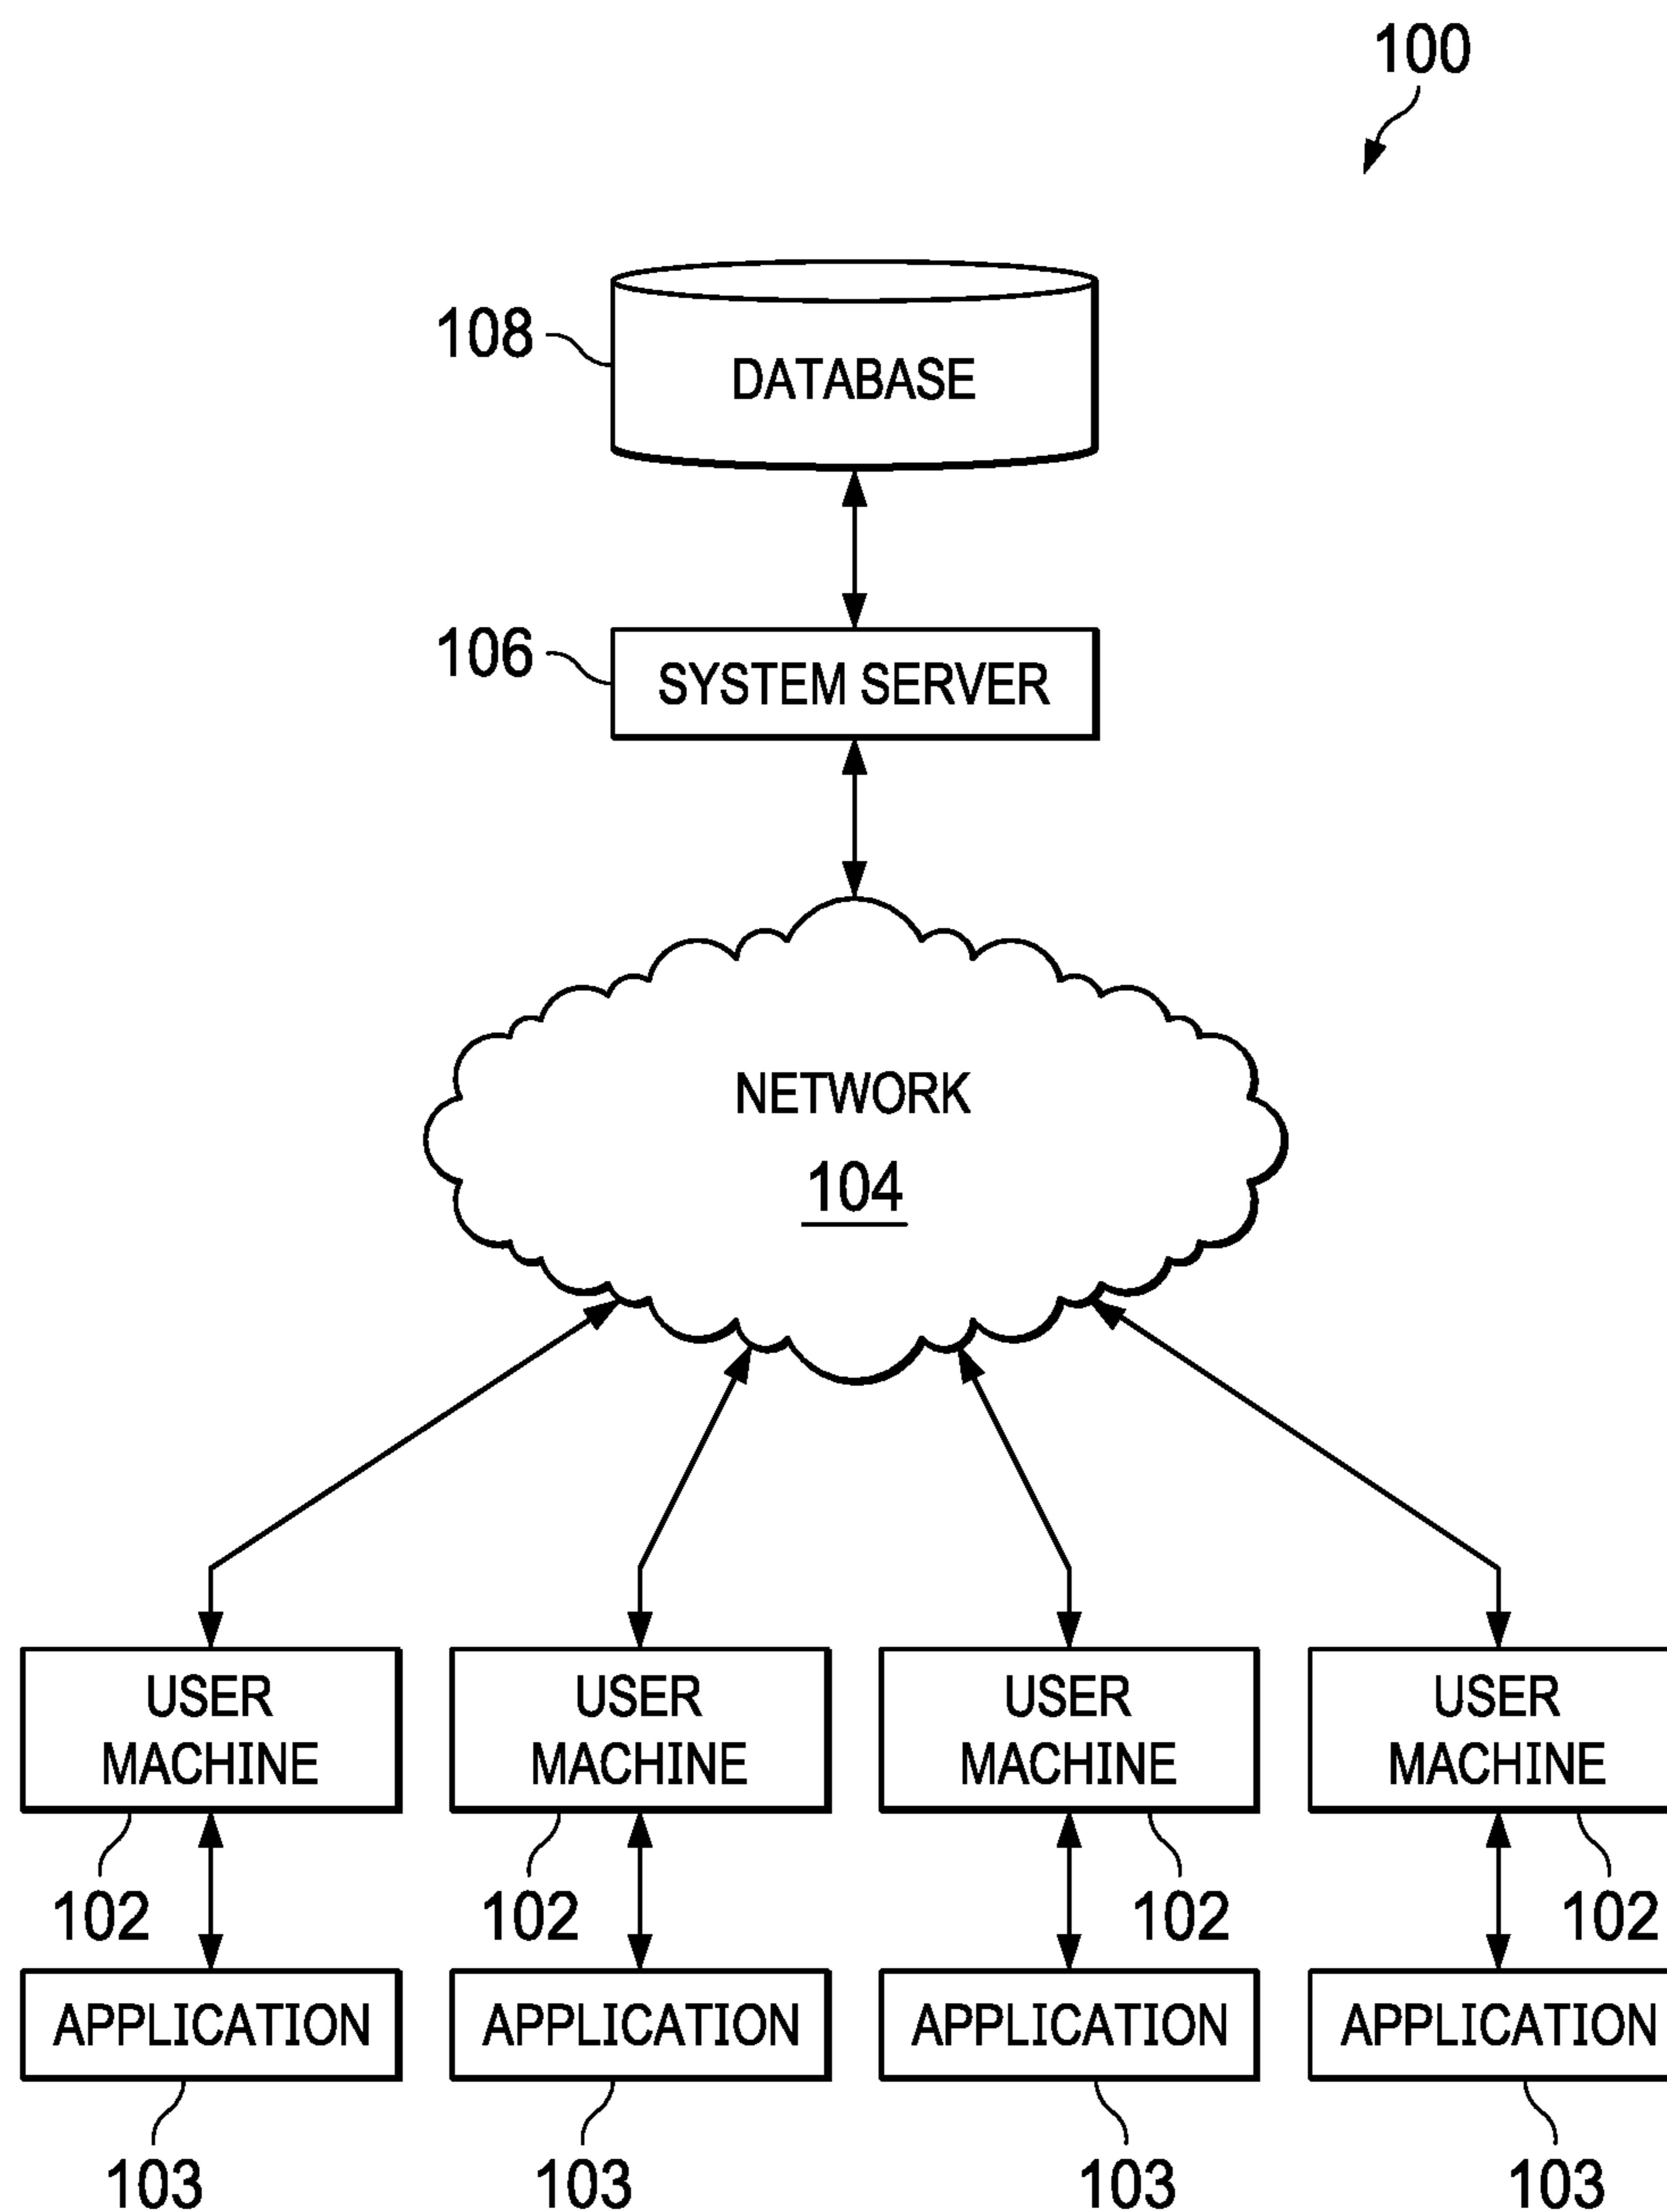 100
108
DATABASE
106
SYSTEM SERVER
NETWORK
104
USER
MACHINE
USER
MACHINE
USER
MACHINE
USER
MACHINE
102
102
102
102
APPLICATION
APPLICATION
APPLICATION
APPLICATION
103
103
103
103